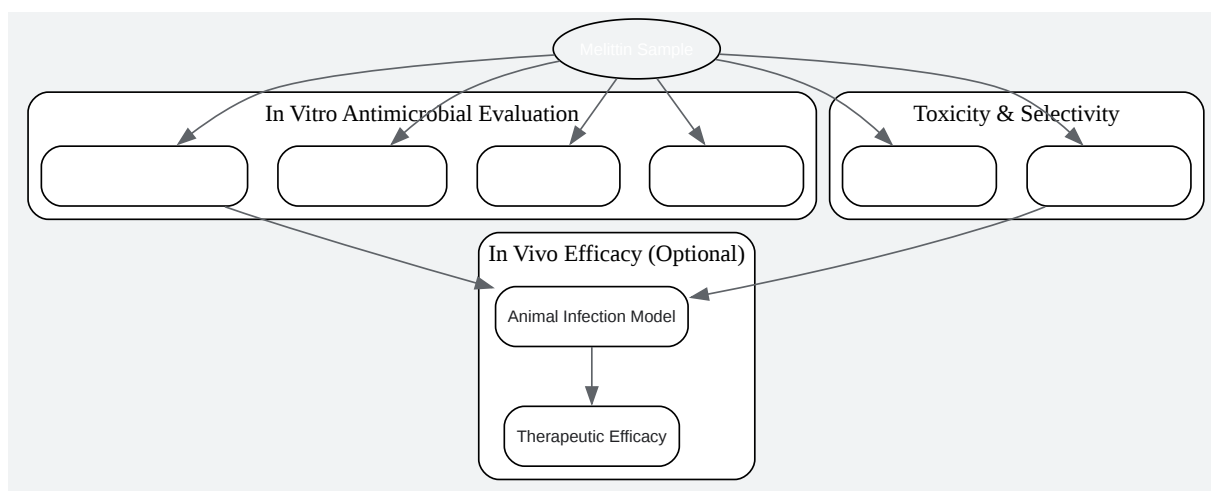 Melittin Sample
In Vitro Antimicrobial Evaluation
Toxicity & Selectivity
In Vivo Efficacy (Optional)
Animal Infection Model
Therapeutic Efficacy